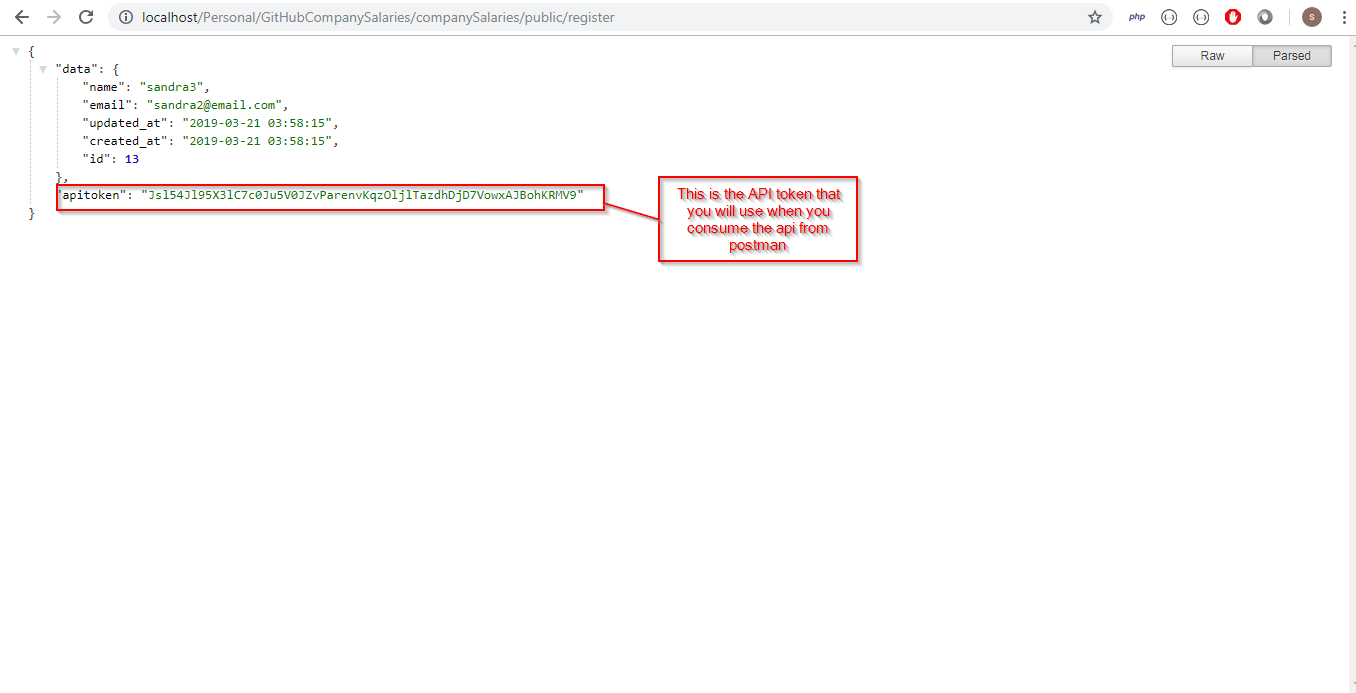 localhost/Personal/GitHubCompanySalaries/companySalaries/public/register
php
S
Raw
Parsed
{
"data": {
"name": "sandra3",
"email": "sandra2@email.com",
"updated_at": "2019-03-21 03:58:15",
"created_at": "2019-03-21 03:58:15",
"id": 13
},
"apitoken": "Jsl54Jl95X3lC7c0Ju5V0JZvParenvKqzOljlTazdhDjD7VowxAJBohKRMV9"
}
This is the API token that
you will use when you
consume the api from
postman